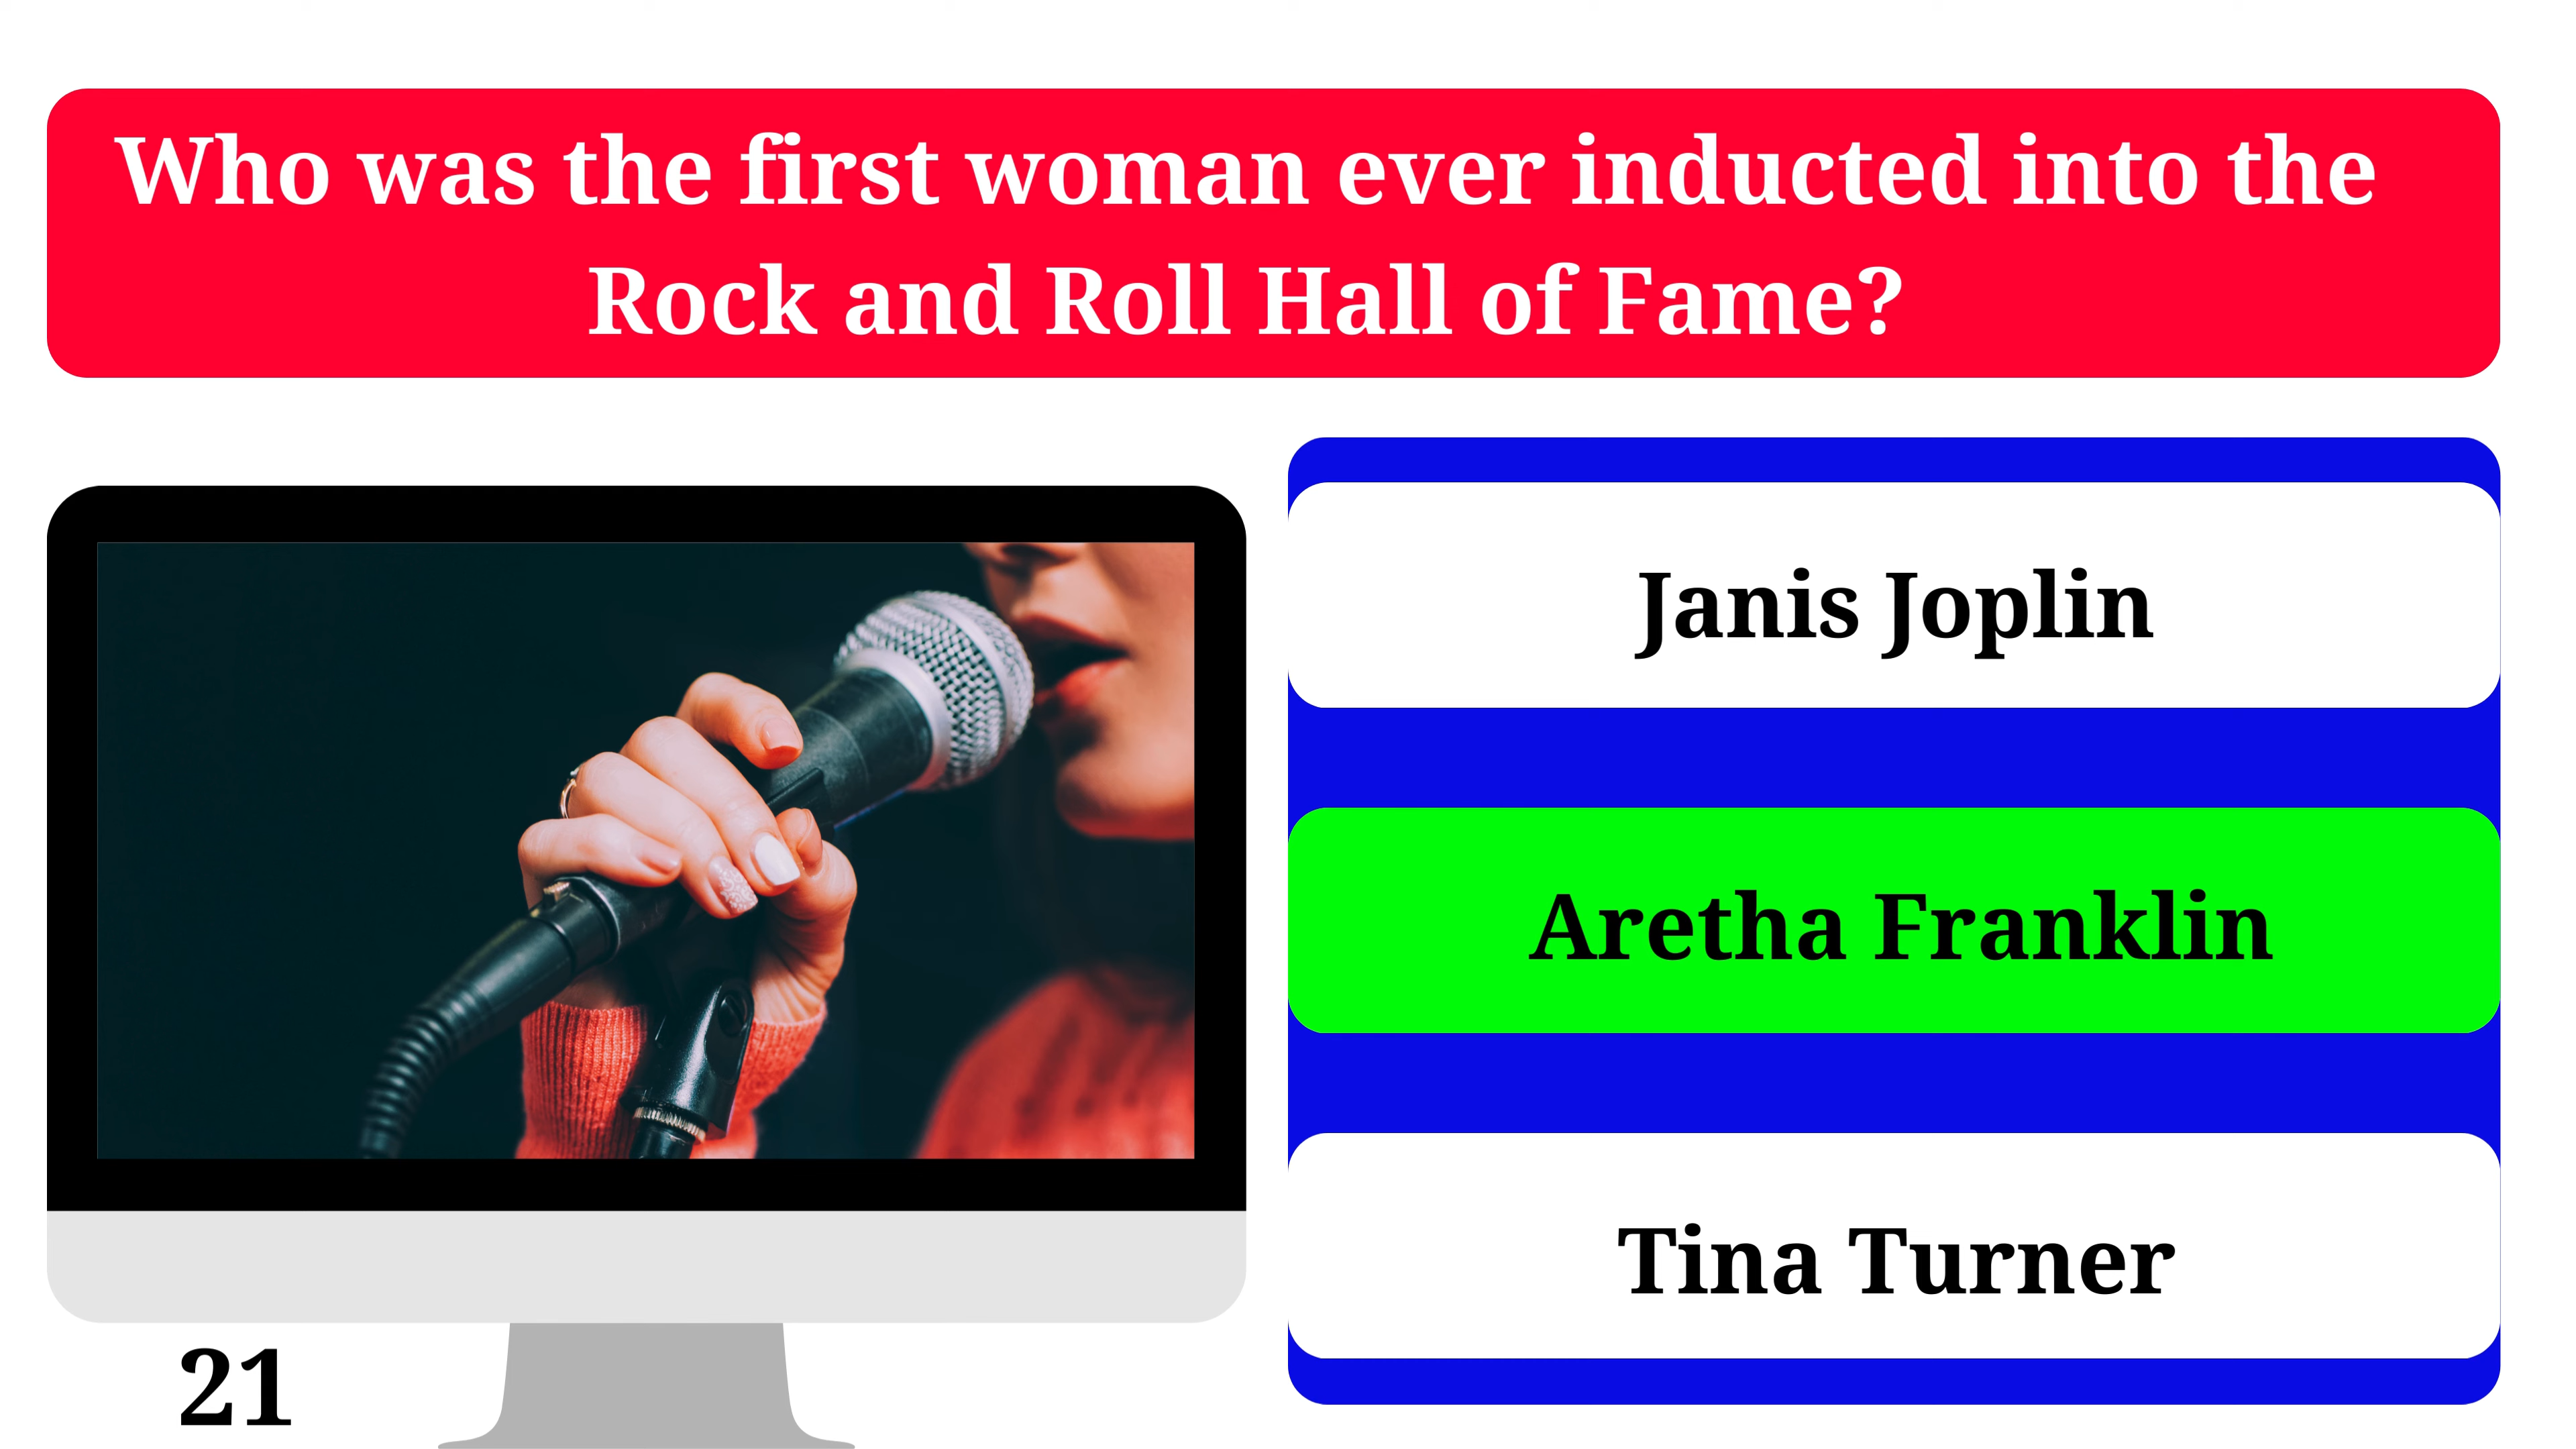 Who was the first woman ever inducted into the
Rock and Roll Hall of Fame?
Janis Joplin
Aretha Franklin
Tina Turner
21